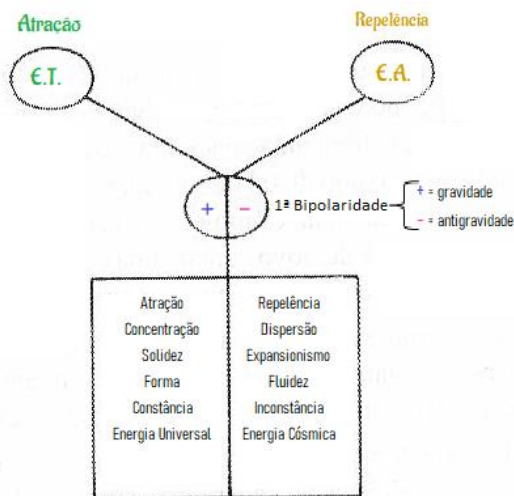 Atração
Repelência
E.T.
E.A.
+ - 1ª Bipolaridade
+ = gravidade
- = antigravidade
Atração
Concentração
Solidez
Forma
Constância
Energia Universal
Repelência
Dispersão
Expansionismo
Fluidez
Inconstância
Energia Cósmica